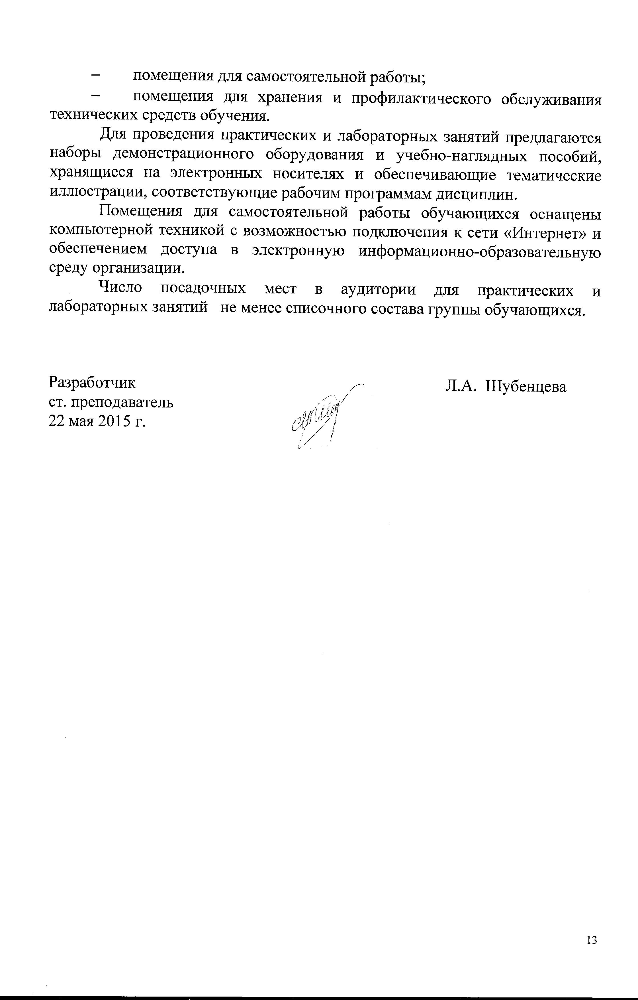 –	помещения для самостоятельной работы;
–	помещения для хранения и профилактического обслуживания
технических средств обучения.
Для проведения практических и лабораторных занятий предлагаются
наборы демонстрационного оборудования и учебно-наглядных пособий,
хранящиеся на электронных носителях и обеспечивающие тематические
иллюстрации, соответствующие рабочим программам дисциплин.
Помещения для самостоятельной работы обучающихся оснащены
компьютерной техникой с возможностью подключения к сети «Интернет» и
обеспечением доступа в электронную информационно-образовательную
среду организации.
Число посадочных мест в аудитории для практических и
лабораторных занятий не менее списочного состава группы обучающихся.
Разработчик Л.А. Шубенцева
ст. преподаватель
22 мая 2015 г.
13